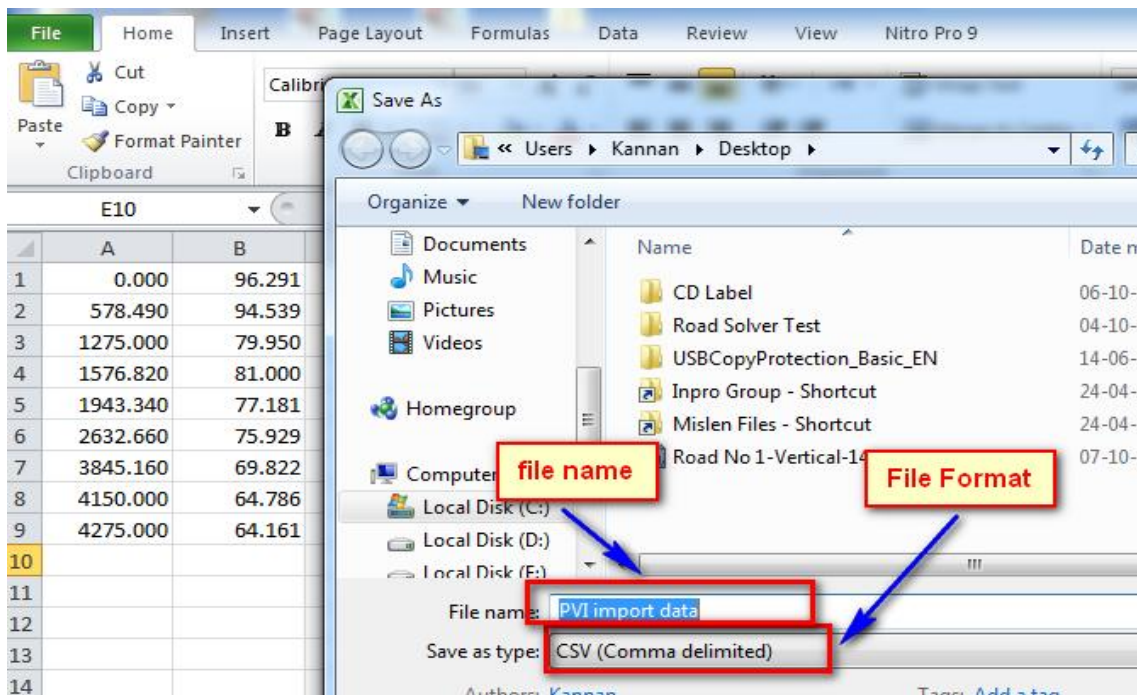 File Home Insert Page Layout Formulas Data Review View Nitro Pro 9
Cut
Copy
Paste
Format Painter
Clipboard
B
Save As
« Users Kannan Desktop
E10
Organize New folder
A B
1 0.000 96.291
2 578.490 94.539
3 1275.000 79.950
4 1576.820 81.000
5 1943.340 77.181
6 2632.660 75.929
7 3845.160 69.822
8 4150.000 64.786
9 4275.000 64.161
10
11
12
13
14
Documents
Music
Pictures
Videos
Homegroup
Computer
Local Disk (C:)
Local Disk (D:)
Local Disk (E:)
Name Date
CD Label 06-10-
Road Solver Test 04-10-
USBCopyProtection_Basic_EN 14-06-
Inpro Group - Shortcut 24-04-
Mislen Files - Shortcut 24-04-
Road No 1-Vertical-14 07-10-
file name
File Format
File name: PVI import data
Save as type: CSV (Comma delimited)
Authors: Kannan Tags: Add a tag